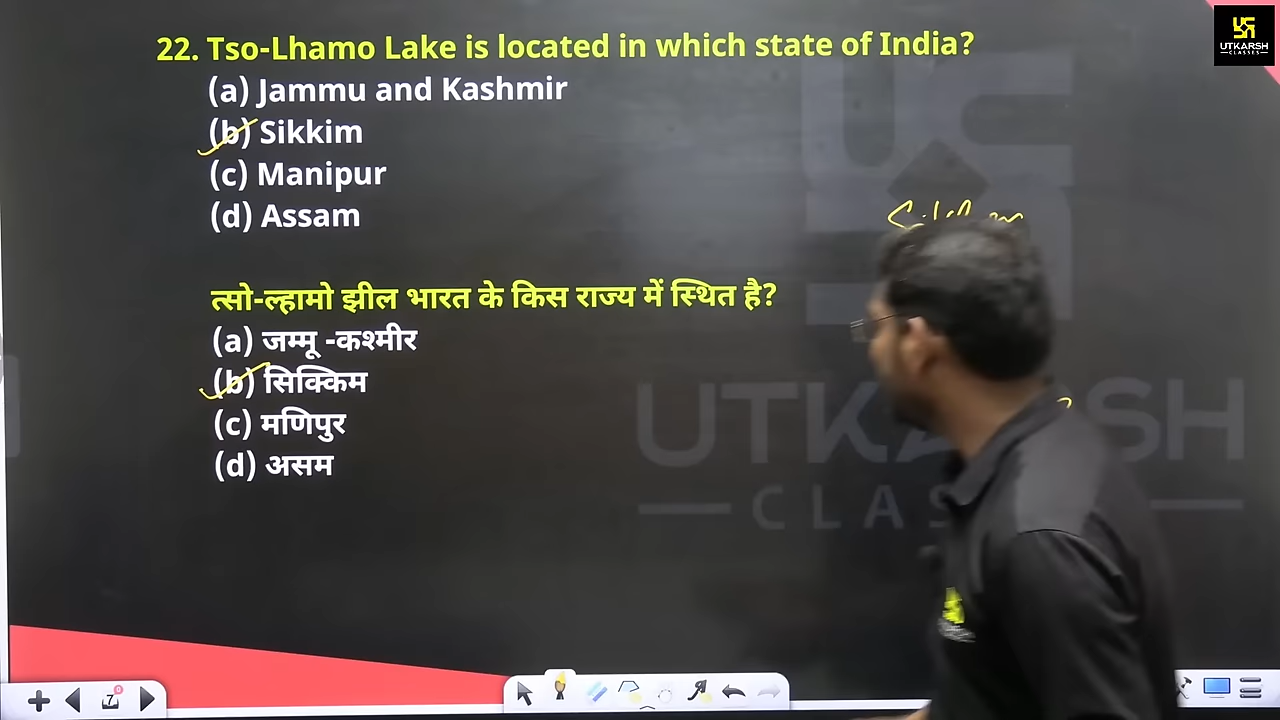 22. Tso-Lhamo Lake is located in which state of India?
(a) Jammu and Kashmir
(b) Sikkim
(c) Manipur
(d) Assam
त्सो-ल्हामो झील भारत के किस राज्य में स्थित है?
(a) जम्मू -कश्मीर
(b) सिक्किम
(c) मणिपुर
(d) असम
UTKARSH
CLASSES